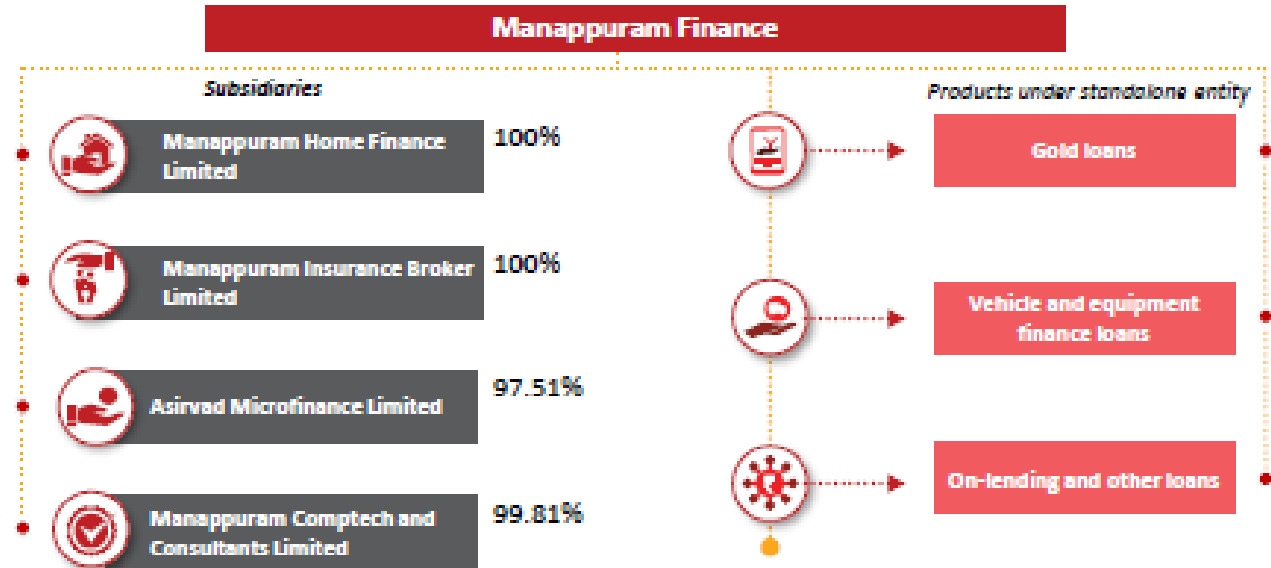 Manappuram Finance
Subsidiaries
Manappuram Home Finance
Limited
100%
Manappuram Insurance Broker
Limited
100%
Asirvad Microfinance Limited
97.51%
Manappuram Comptech and
Consultants Limited
99.81%
Products under standalone entity
Gold loans
Vehicle and equipment
finance loans
On-lending and other loans